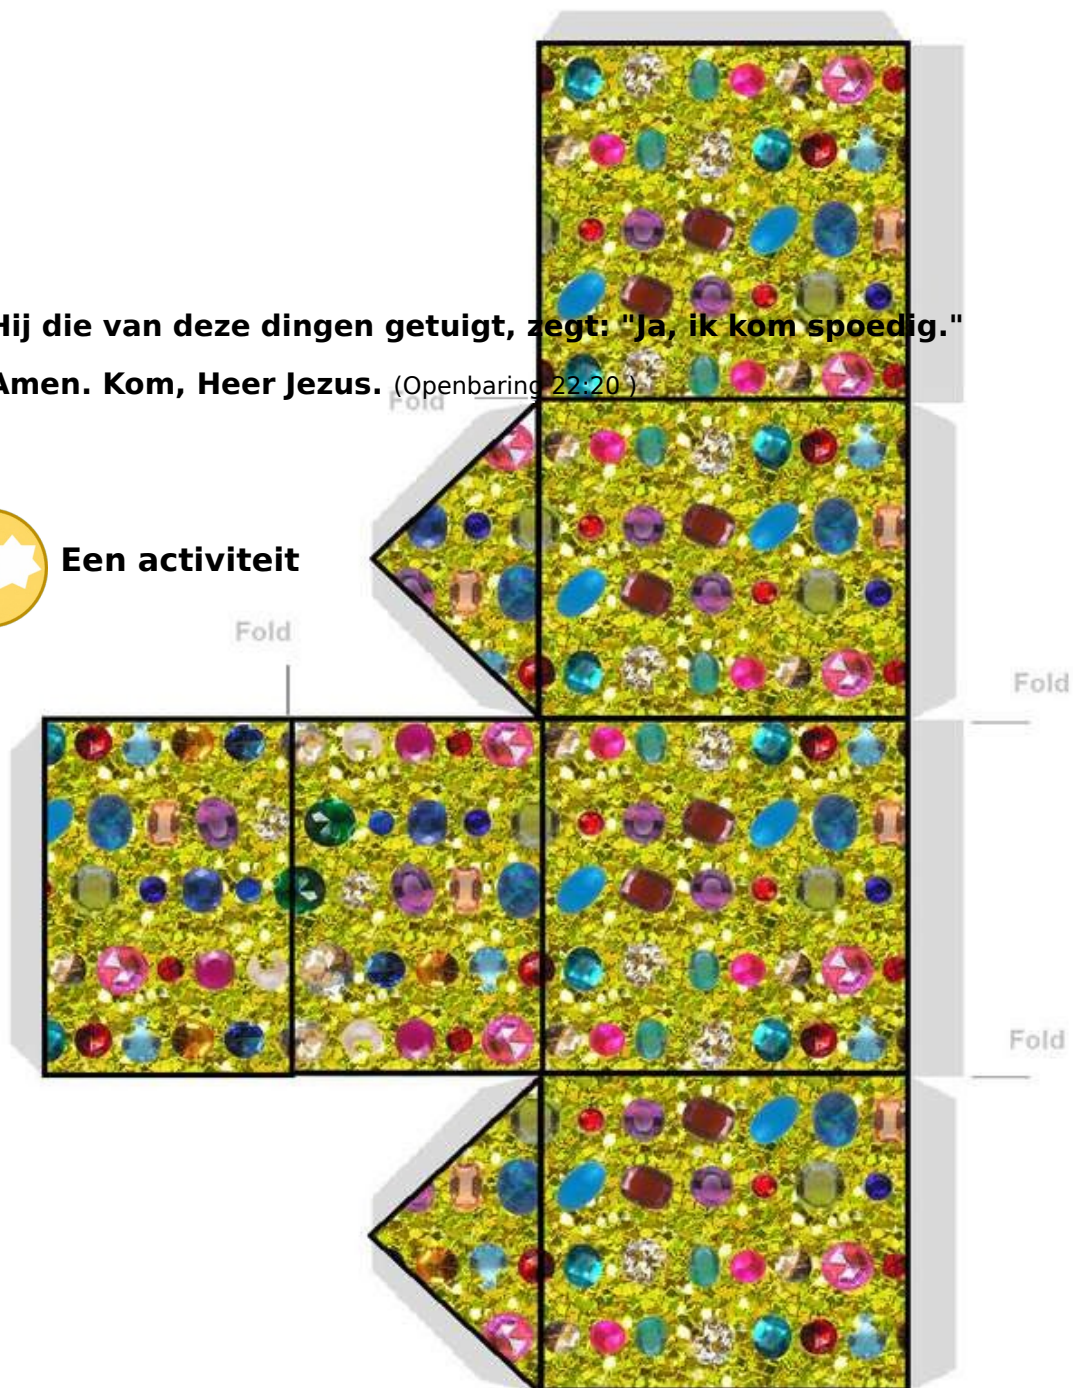 Hij die van deze dingen getuigt, zegt: "Ja, ik kom spoedig."
Amen. Kom, Heer Jezus. (Openbaring 22:20 )
Fold
Een activiteit
Fold
Fold
Fold